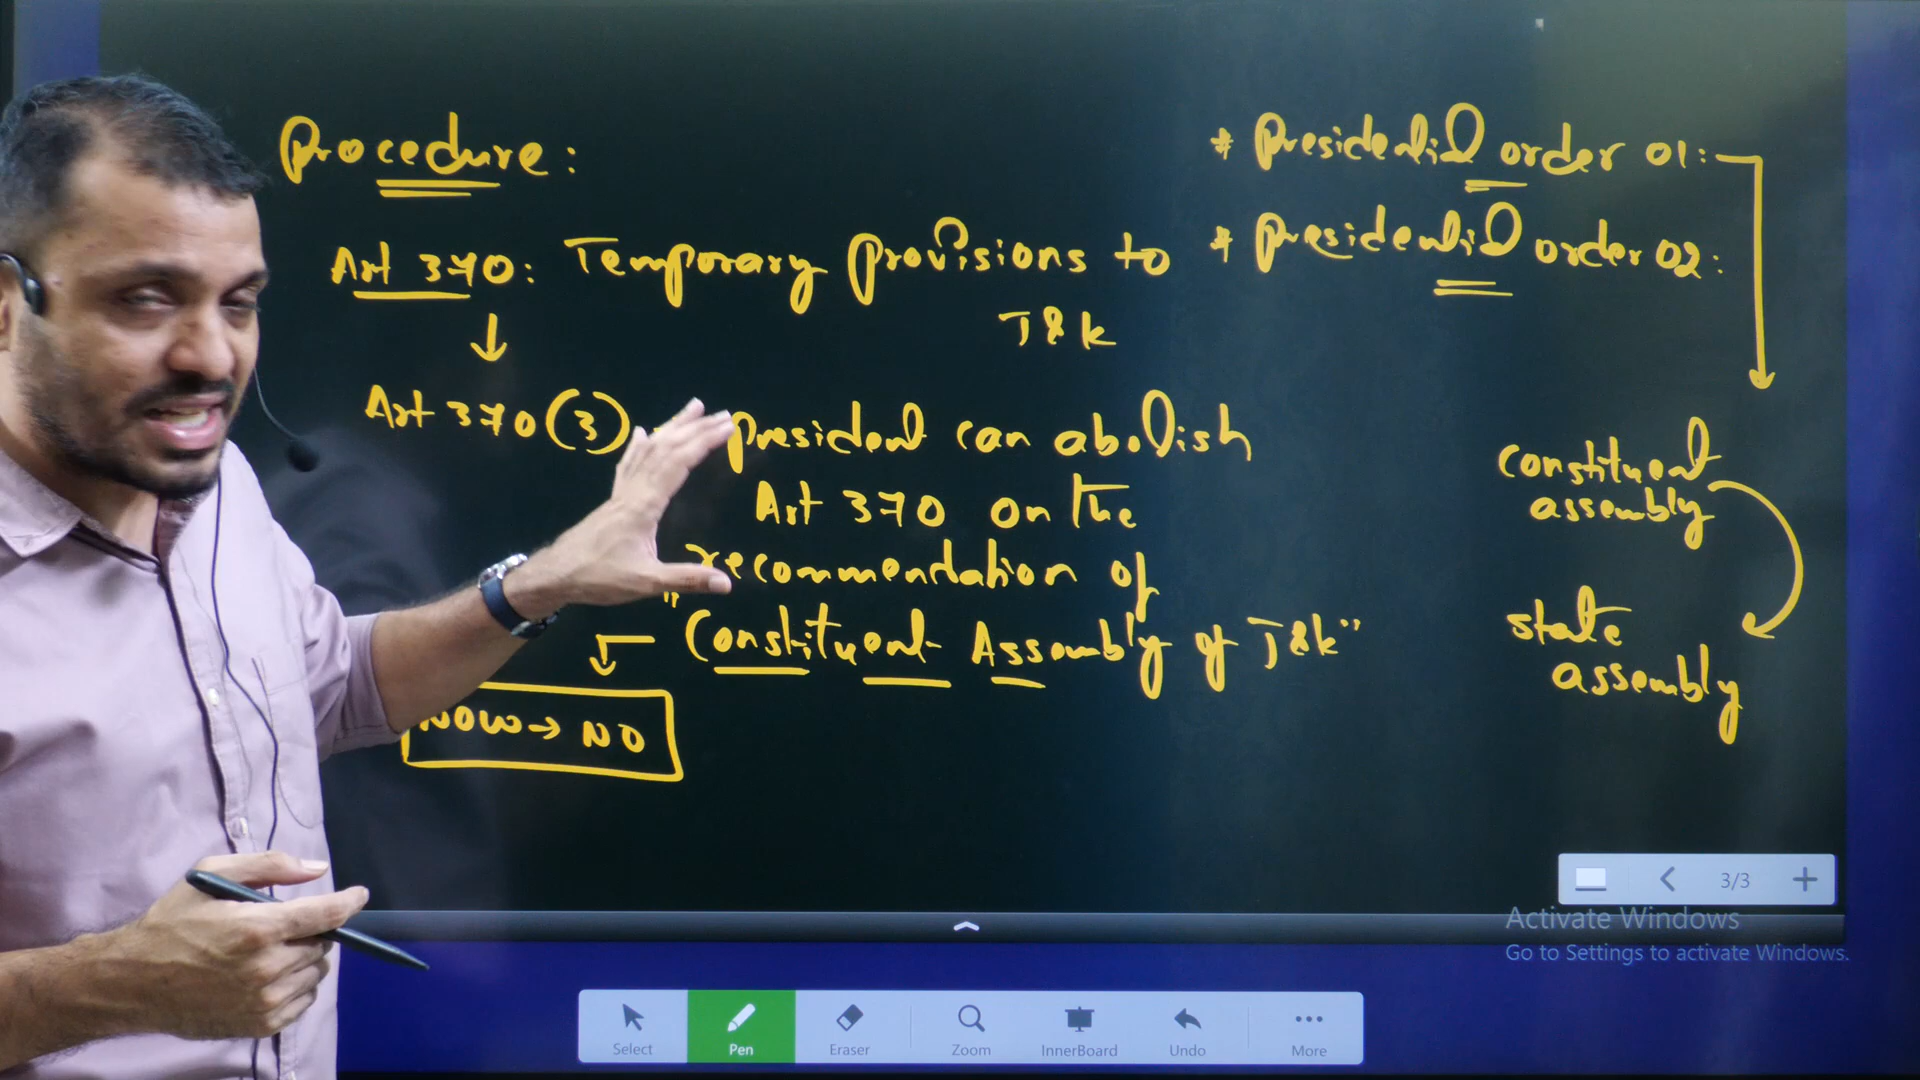 Procedure:
Art 370: Temporary provisions to
J&K
Art 370(3) president can abolish
Art 370 on the
recommendation of
"Constituent Assembly of J&K"
NOW → NO
* Presidential order 01:
* Presidential order 02:
constituent
assembly
state
assembly
3/3
Activate Windows
Go to Settings to activate Windows.
Select Pen Eraser Zoom InnerBoard Undo More